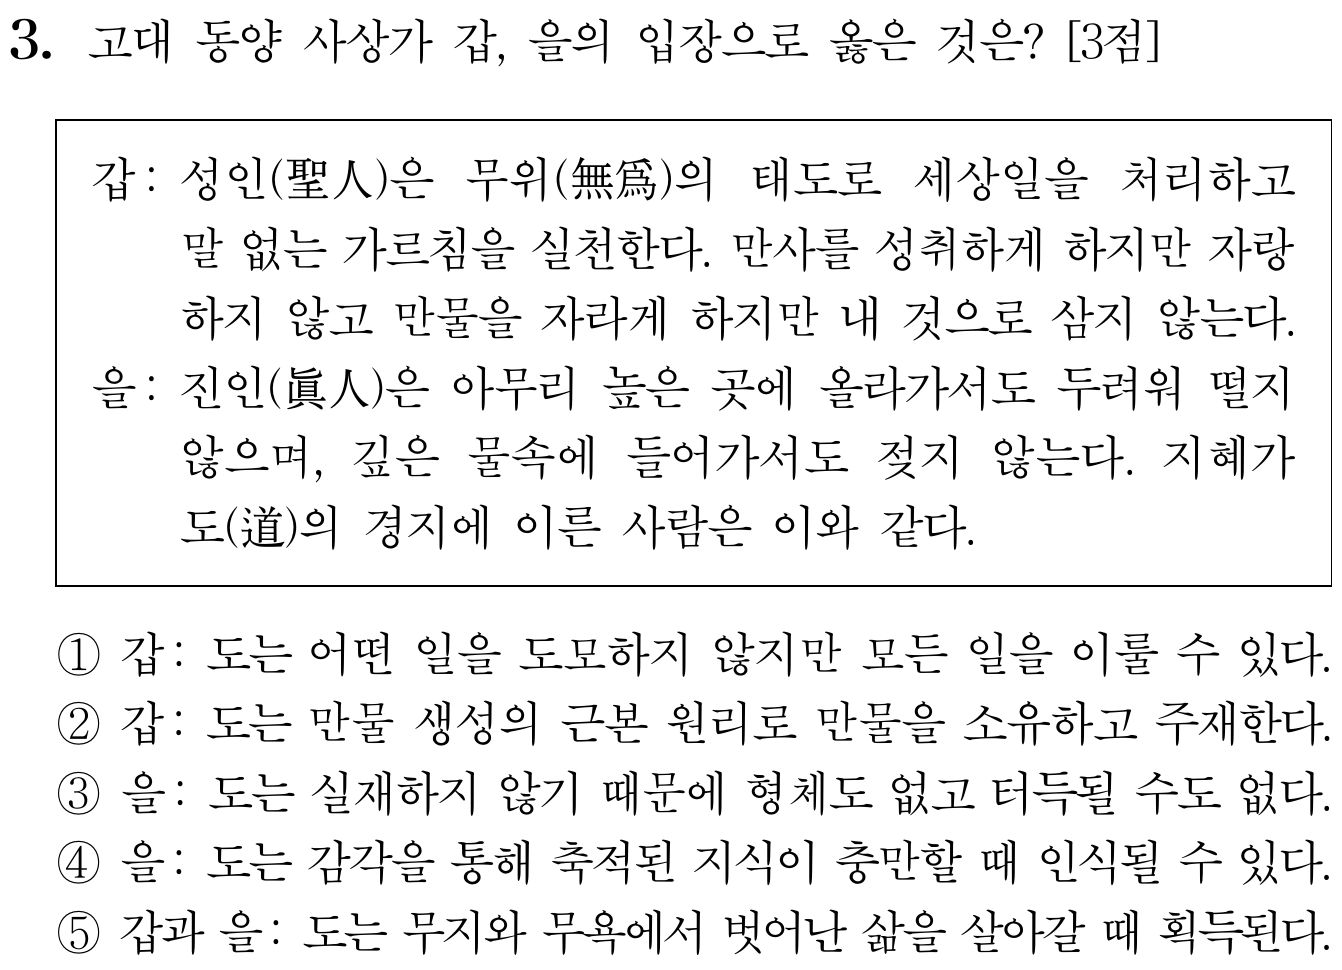 3. 고대 동양 사상가 갑, 을의 입장으로 옳은 것은? [3점]
갑: 성인(聖人)은 무위(無爲)의 태도로 세상일을 처리하고
말 없는 가르침을 실천한다. 만사를 성취하게 하지만 자랑
하지 않고 만물을 자라게 하지만 내 것으로 삼지 않는다.
을: 진인(眞人)은 아무리 높은 곳에 올라가서도 두려워 떨지
않으며, 깊은 물속에 들어가서도 젖지 않는다. 지혜가
도(道)의 경지에 이른 사람은 이와 같다.
① 갑: 도는 어떤 일을 도모하지 않지만 모든 일을 이룰 수 있다.
② 갑: 도는 만물 생성의 근본 원리로 만물을 소유하고 주재한다.
③ 을: 도는 실재하지 않기 때문에 형체도 없고 터득될 수도 없다.
④ 을: 도는 감각을 통해 축적된 지식이 충만할 때 인식될 수 있다.
⑤ 갑과 을: 도는 무지와 무욕에서 벗어난 삶을 살아갈 때 획득된다.